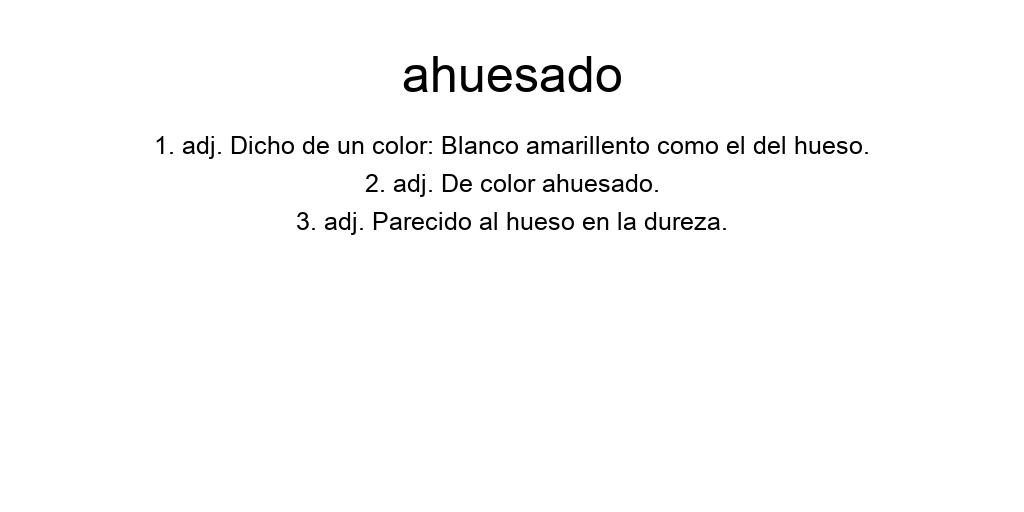 ahuesado
1. adj. Dicho de un color: Blanco amarillento como el del hueso.
2. adj. De color ahuesado.
3. adj. Parecido al hueso en la dureza.